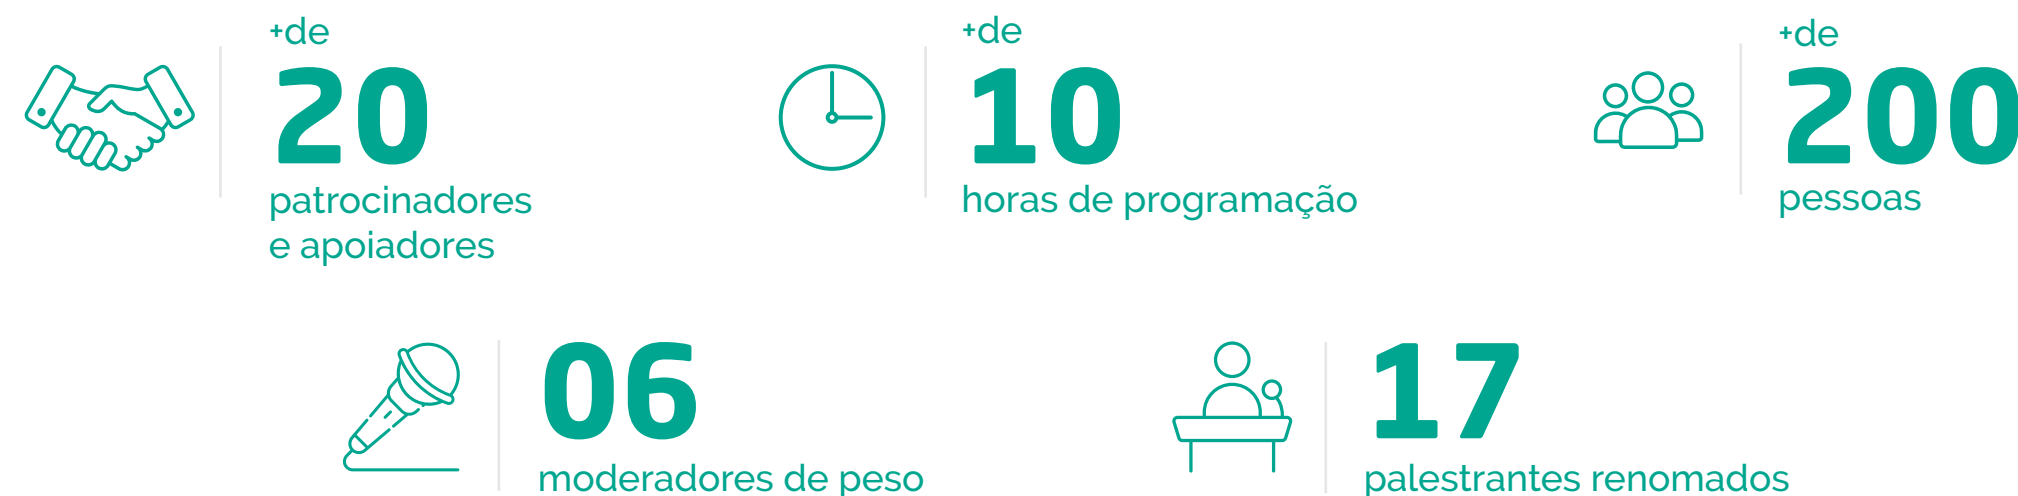 +de
20
patrocinadores
e apoiadores
+de
10
horas de programação
+de
200
pessoas
06
moderadores de peso
17
palestrantes renomados